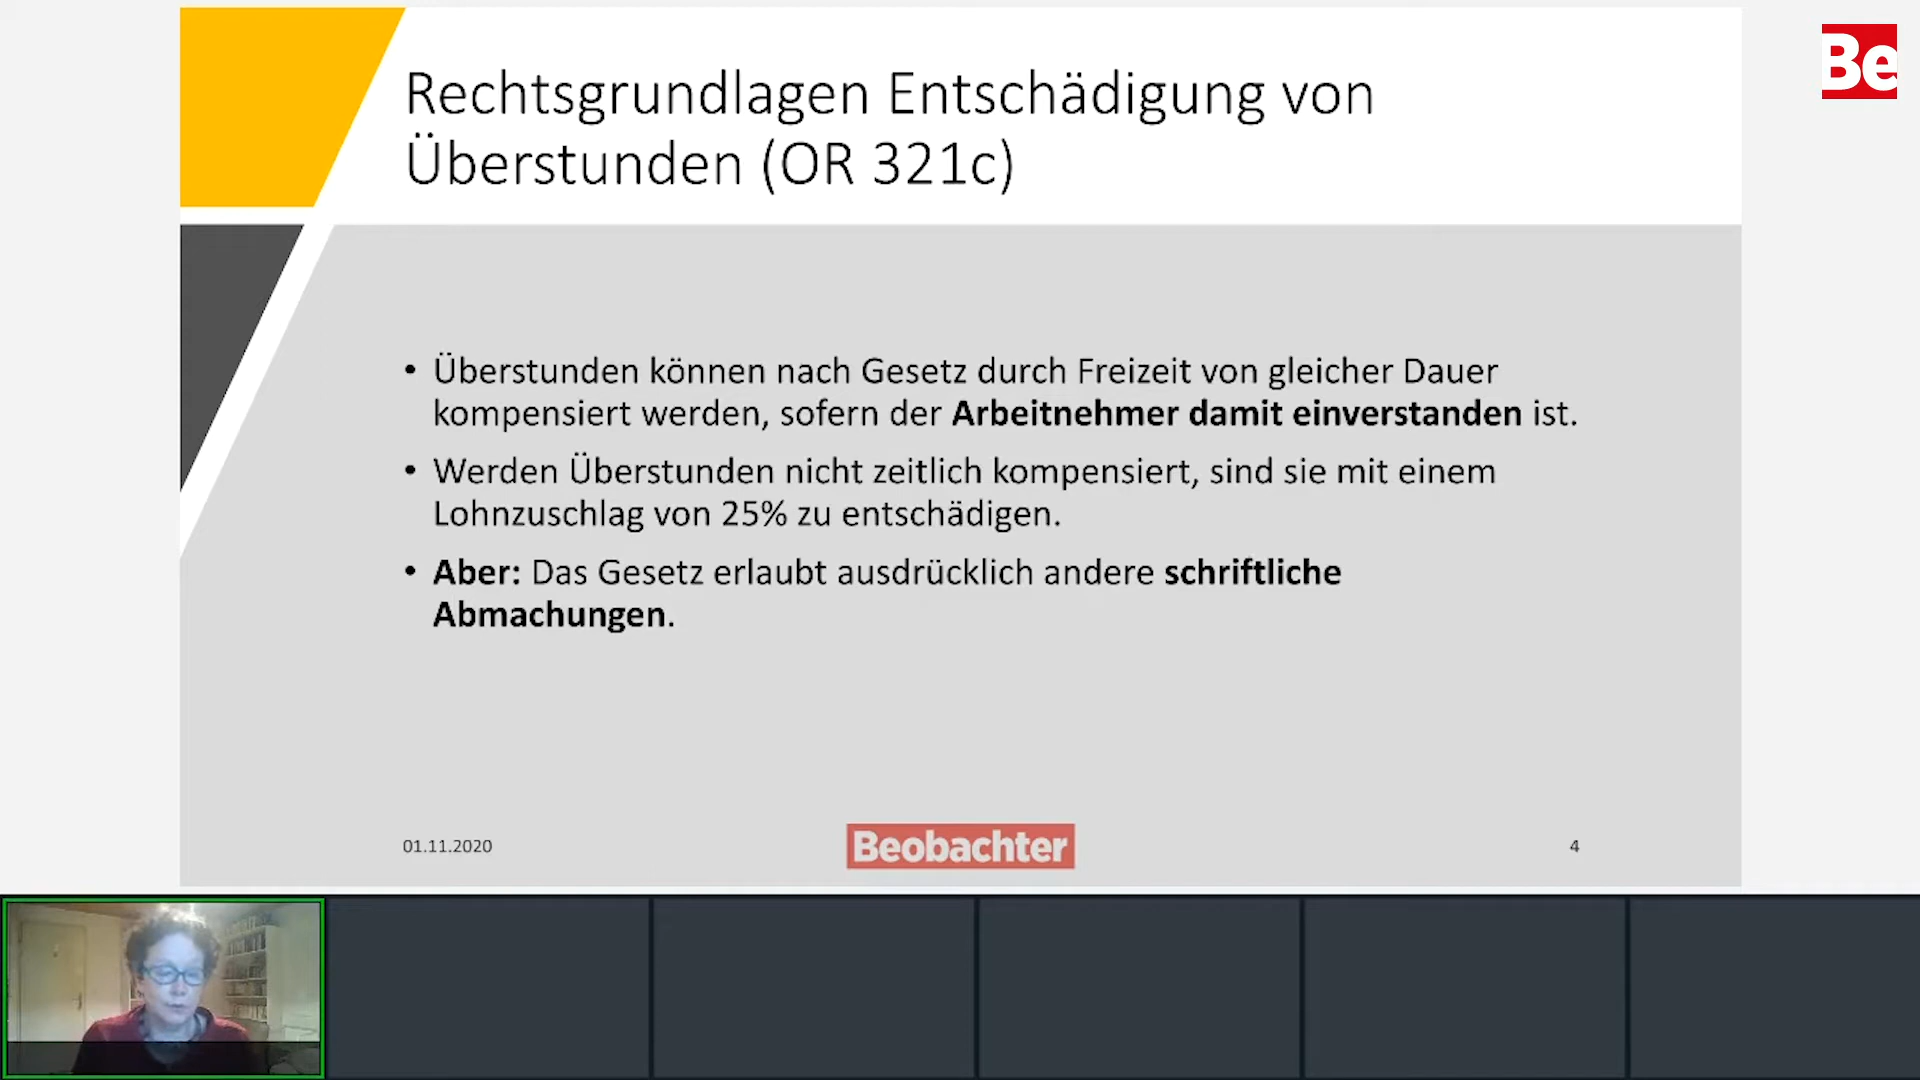 Be
Rechtsgrundlagen Entschädigung von
Überstunden (OR 321c)
• Überstunden können nach Gesetz durch Freizeit von gleicher Dauer
kompensiert werden, sofern der Arbeitnehmer damit einverstanden ist.
• Werden Überstunden nicht zeitlich kompensiert, sind sie mit einem
Lohnzuschlag von 25% zu entschädigen.
• Aber: Das Gesetz erlaubt ausdrücklich andere schriftliche
Abmachungen.
01.11.2020
Beobachter
4